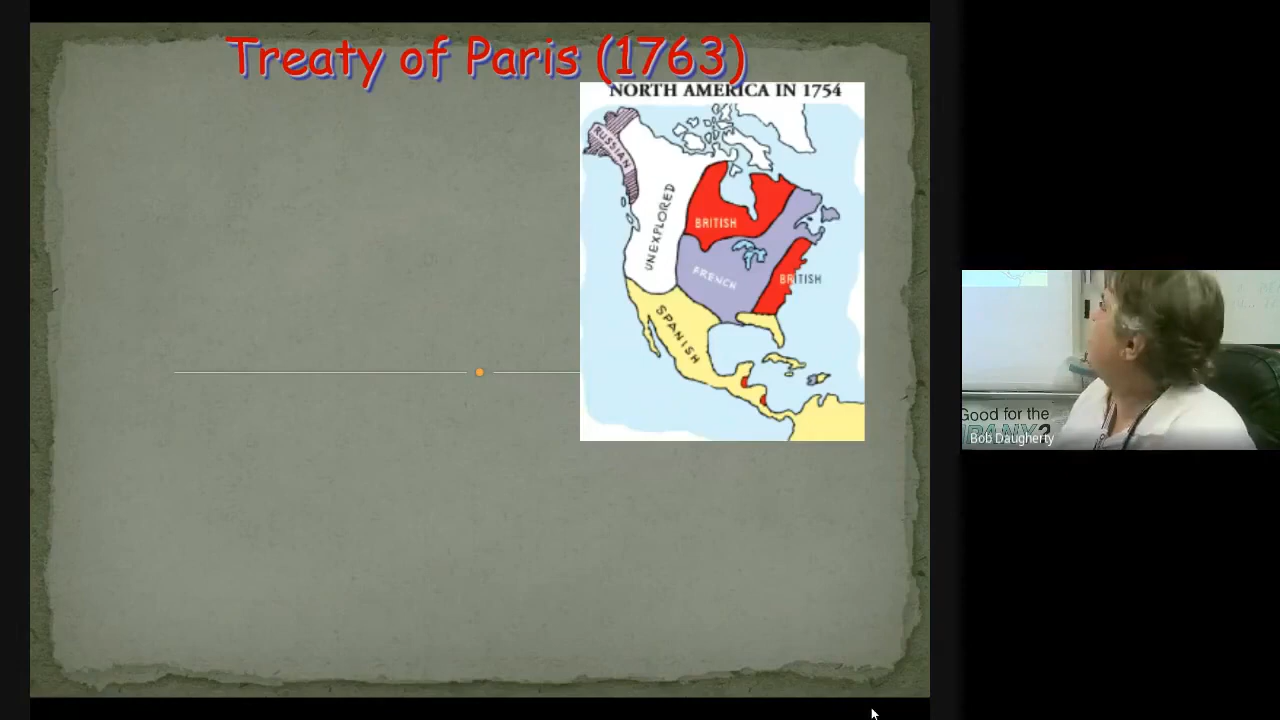 Treaty of Paris (1763)
NORTH AMERICA IN 1754
RUSSIAN
UNEXPLORED
BRITISH
FRENCH
BRITISH
SPANISH
Good for the
Bob Daugherty